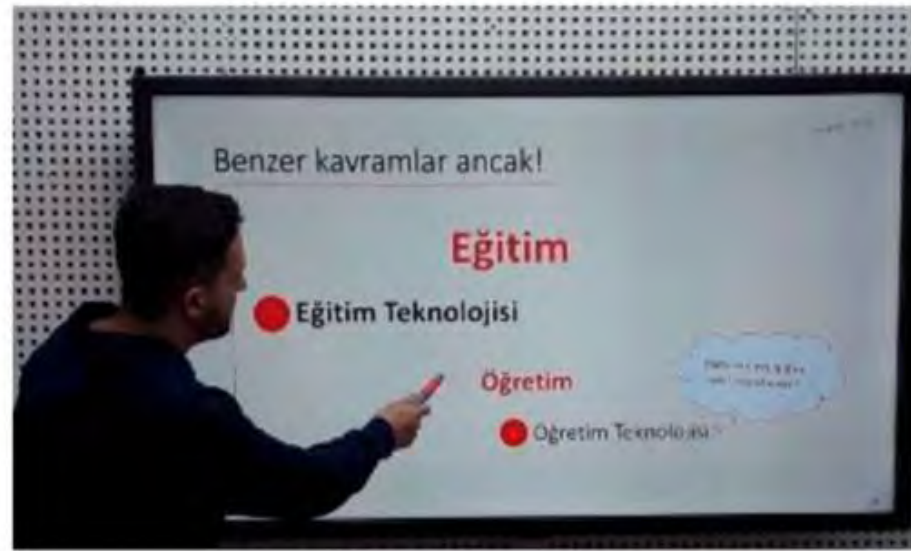 Benzer kavramlar ancak!
Eğitim
Eğitim Teknolojisi
Öğretim
Öğretim Teknolojisi